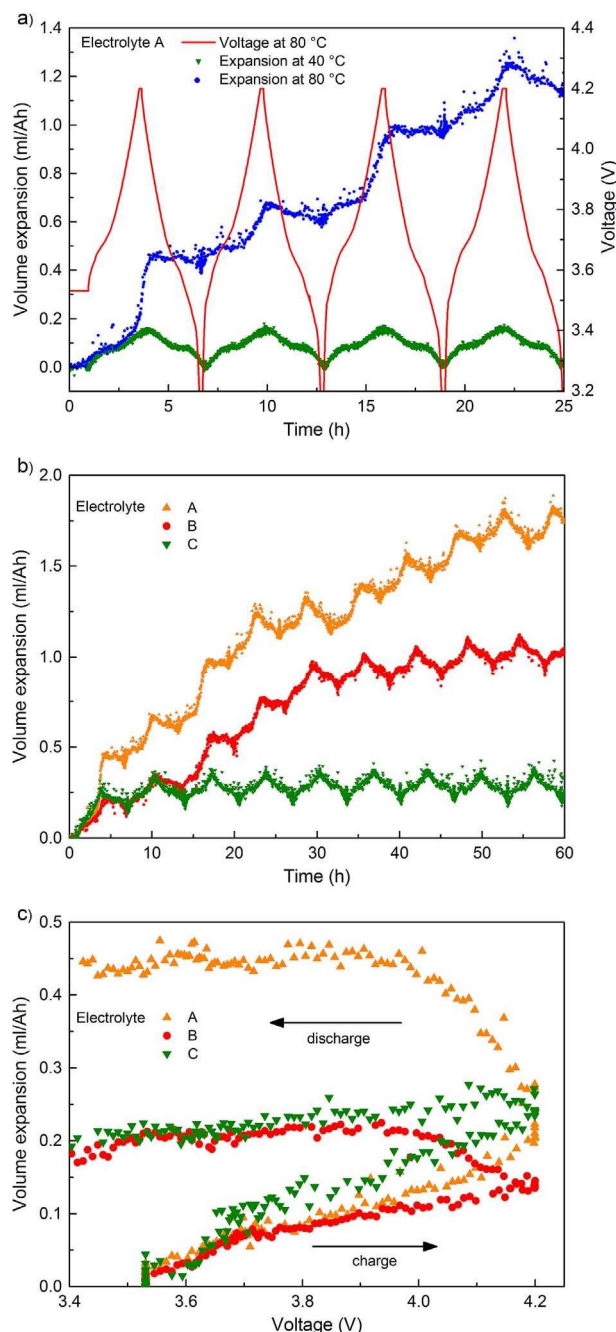 a)
Electrolyte A
Voltage at 80 °C
Expansion at 40 °C
Expansion at 80 °C
Volume expansion (ml/Ah)
1.4
1.2
1.0
0.8
0.6
0.4
0.2
0.0
4.4
4.2
4.0
3.8
3.6
3.4
3.2
Voltage (V)
0 5 10 15 20 25
Time (h)
b)
Electrolyte
A
B
C
Volume expansion (ml/Ah)
2.0
1.5
1.0
0.5
0.0
0 10 20 30 40 50 60
Time (h)
c)
Electrolyte
A
B
C
discharge
charge
Volume expansion (ml/Ah)
0.5
0.4
0.3
0.2
0.1
0.0
3.4 3.6 3.8 4.0 4.2
Voltage (V)